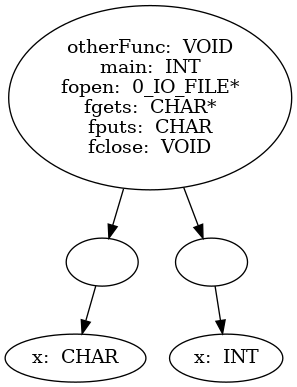 otherFunc:  VOID
main:  INT
fopen:  0_IO_FILE*
fgets:  CHAR*
fputs:  CHAR
fclose:  VOID
x:  CHAR
x:  INT